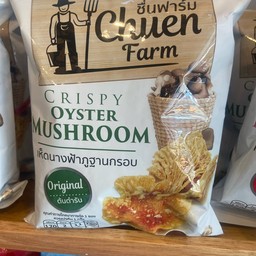 ชื่นฟาร์ม
Chuen
Farm
CRISPY
OYSTER
MUSHROOM
เห็ดนางฟ้าภูฐานกรอบ
Original
ต้นตำรับ